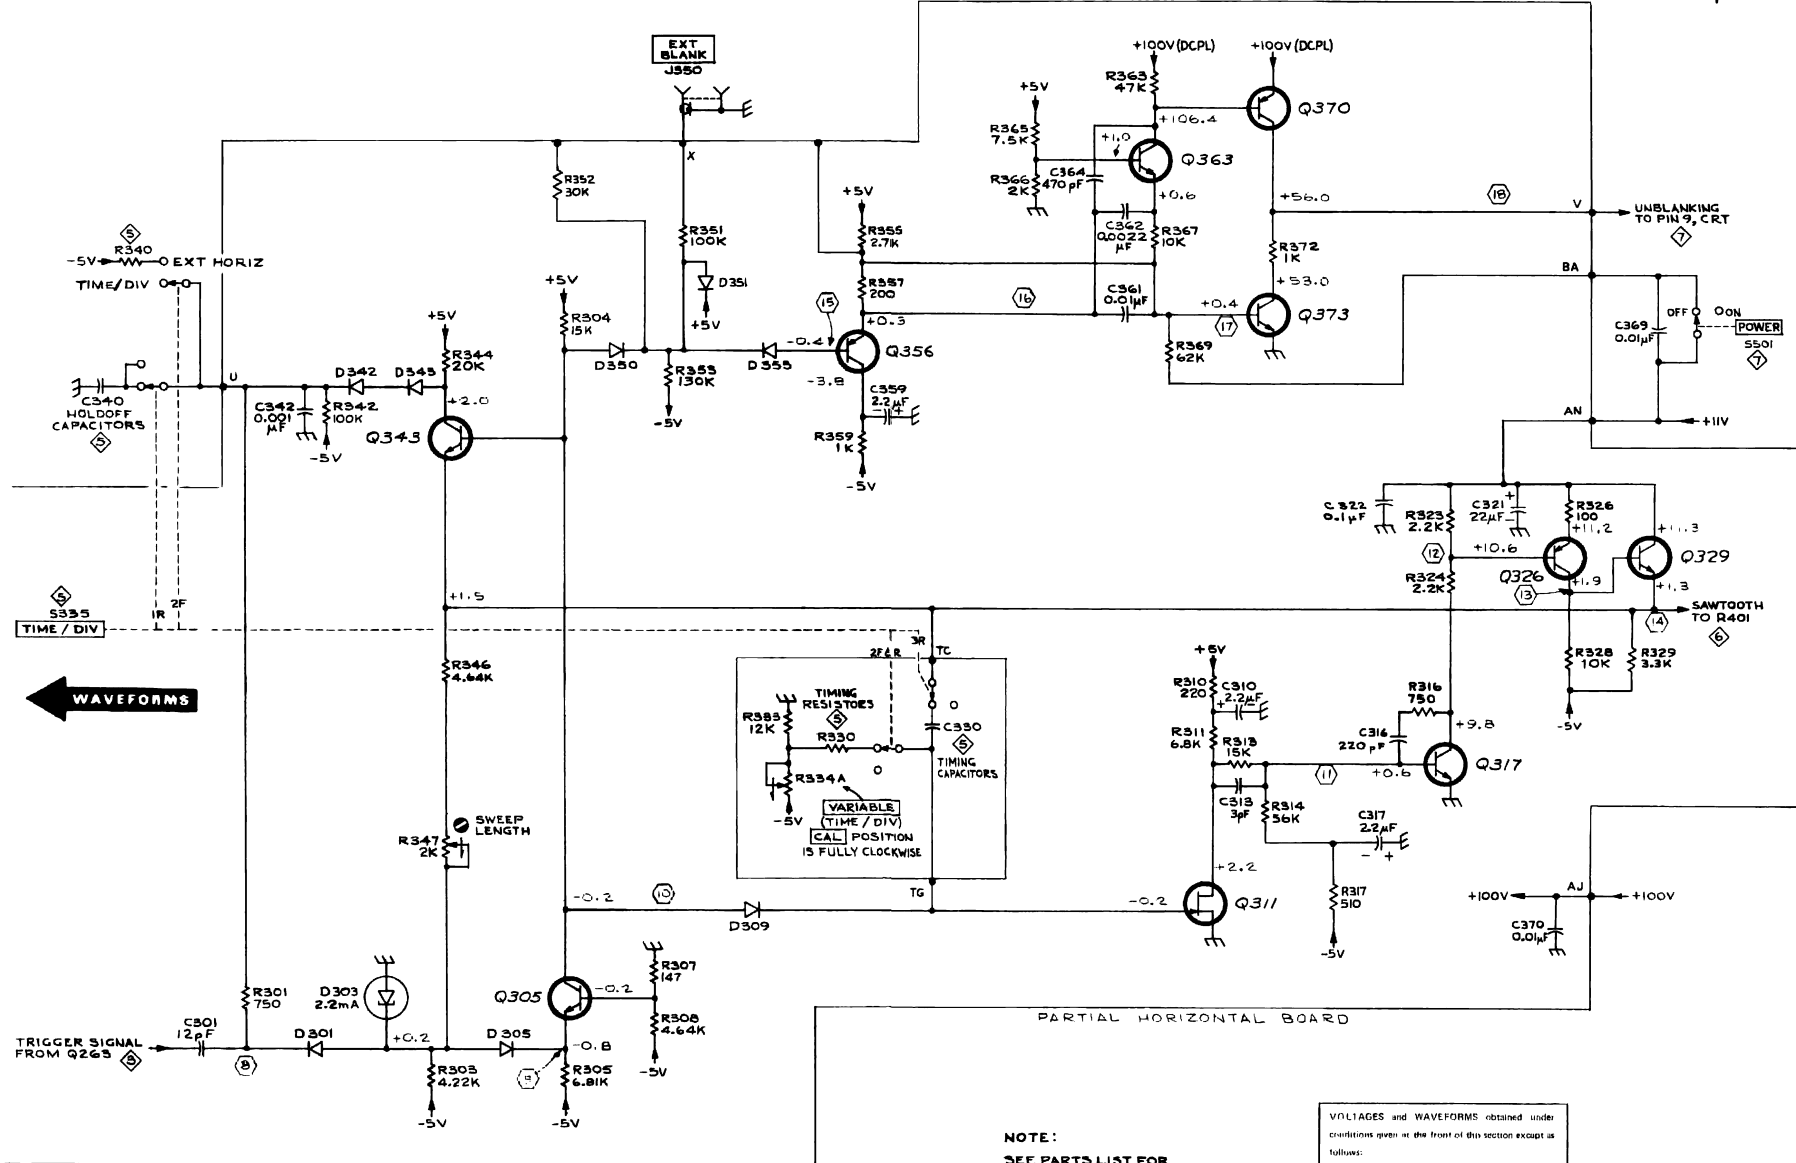 EXT
BLANK
J350
X
R352
30K
R351
100K
D351
+5V
+5V
R355
2.7K
R357
200
+0.3
15
-0.4
Q356
-3.8
C359
2.2µF
- +
R359
1K
-5V
+100V(DCPL)
+100V(DCPL)
R363
47K
+5V
Q370
+106.4
R365
7.5K
+1.0
Q363
R366
2K
C364
470pF
+0.6
C362
0.0022
µF
R367
10K
+56.0
18
V
UNBLANKING
TO PIN 9, CRT
7
R372
1K
+53.0
BA
16
C361
0.01µF
+0.4
17
Q373
R369
62K
C369
0.01µF
OFF
ON
POWER
S501
7
AN
+11V
5
R340
-5V
EXT HORIZ
TIME/DIV
C340
HOLDOFF
CAPACITORS
5
U
C342
0.001
µF
R342
100K
-5V
D342
D343
+5V
R344
20K
+2.0
Q343
+5V
R304
15K
D350
R353
130K
-5V
D355
5
S335
TIME / DIV
1R
2F
+1.5
WAVEFORMS
R346
4.64K
R347
2K
SWEEP
LENGTH
2F&R
3R
TC
R383
12K
TIMING
RESISTORS
5
R330
C330
5
TIMING
CAPACITORS
R334A
-5V
VARIABLE
(TIME / DIV)
CAL POSITION
IS FULLY CLOCKWISE
TG
-0.2
10
D309
-0.2
Q311
+2.2
+5V
R310
220
C310
2.2µF
+
R311
6.8K
R313
15K
C313
3pF
R314
56K
11
+0.6
C317
2.2µF
- +
R317
510
-5V
C316
220pF
R316
750
+9.8
Q317
C322
0.1µF
R323
2.2K
C321
22µF
+
-
R326
100
+11.2
+11.3
12
+10.6
R324
2.2K
Q326
+1.9
13
Q329
+1.3
SAWTOOTH
TO R401
6
14
R328
10K
R329
3.3K
-5V
AJ
+100V
+100V
C370
0.01µF
TRIGGER SIGNAL
FROM Q263
C301
12pF
8
R301
750
D301
D303
2.2mA
+0.2
R303
4.22K
-5V
D305
9
-0.8
R305
6.81K
-5V
Q305
-0.2
R307
147
R308
4.64K
-5V
PARTIAL HORIZONTAL BOARD
NOTE:
SEE PARTS LIST FOR
VOLTAGES and WAVEFORMS obtained under
conditions given at the front of this section except as
follows: